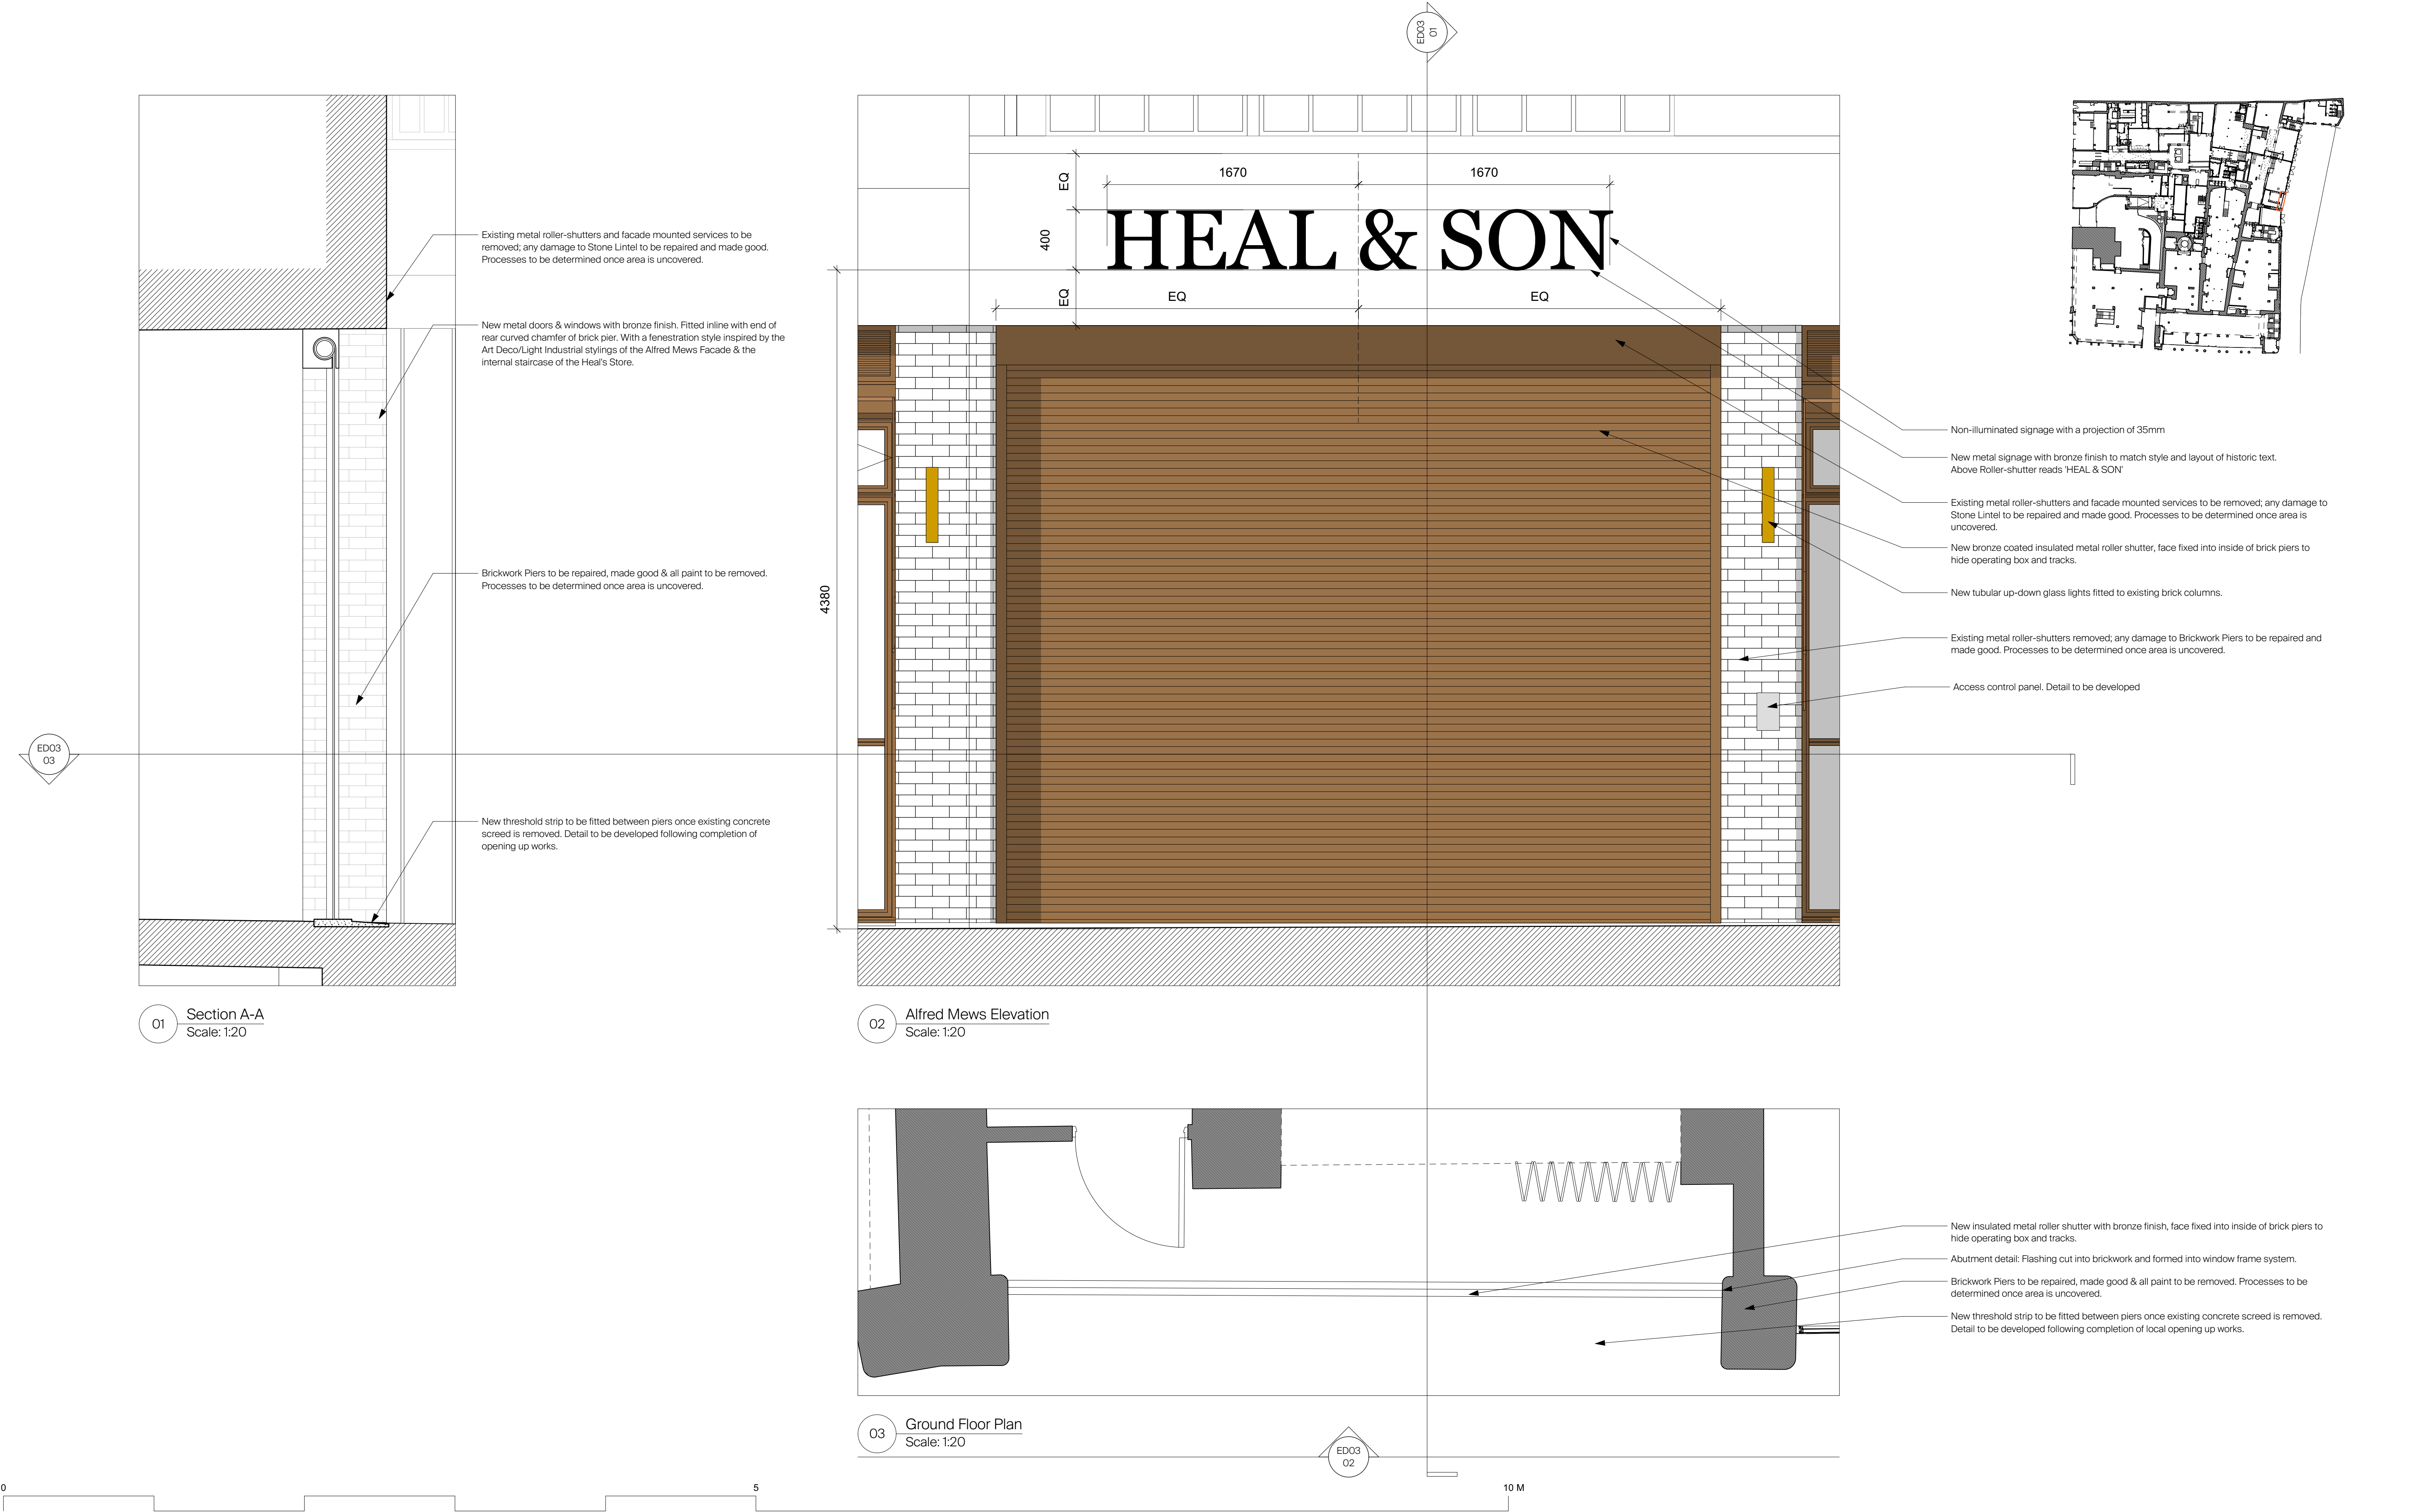 ED03
01
1670
1670
EQ
400
EQ
HEAL & SON
EQ
EQ
4380
Existing metal roller-shutters and facade mounted services to be
removed; any damage to Stone Lintel to be repaired and made good.
Processes to be determined once area is uncovered.
New metal doors & windows with bronze finish. Fitted inline with end of
rear curved chamfer of brick pier. With a fenestration style inspired by the
Art Deco/Light Industrial stylings of the Alfred Mews Facade & the
internal staircase of the Heal's Store.
Brickwork Piers to be repaired, made good & all paint to be removed.
Processes to be determined once area is uncovered.
New threshold strip to be fitted between piers once existing concrete
screed is removed. Detail to be developed following completion of
opening up works.
Non-illuminated signage with a projection of 35mm
New metal signage with bronze finish to match style and layout of historic text.
Above Roller-shutter reads 'HEAL & SON'
Existing metal roller-shutters and facade mounted services to be removed; any damage to
Stone Lintel to be repaired and made good. Processes to be determined once area is
uncovered.
New bronze coated insulated metal roller shutter, face fixed into inside of brick piers to
hide operating box and tracks.
New tubular up-down glass lights fitted to existing brick columns.
Existing metal roller-shutters removed; any damage to Brickwork Piers to be repaired and
made good. Processes to be determined once area is uncovered.
Access control panel. Detail to be developed
ED03
03
01
Section A-A
Scale: 1:20
02
Alfred Mews Elevation
Scale: 1:20
New insulated metal roller shutter with bronze finish, face fixed into inside of brick piers to
hide operating box and tracks.
Abutment detail: Flashing cut into brickwork and formed into window frame system.
Brickwork Piers to be repaired, made good & all paint to be removed. Processes to be
determined once area is uncovered.
New threshold strip to be fitted between piers once existing concrete screed is removed.
Detail to be developed following completion of local opening up works.
03
Ground Floor Plan
Scale: 1:20
ED03
02
0
5
10 M